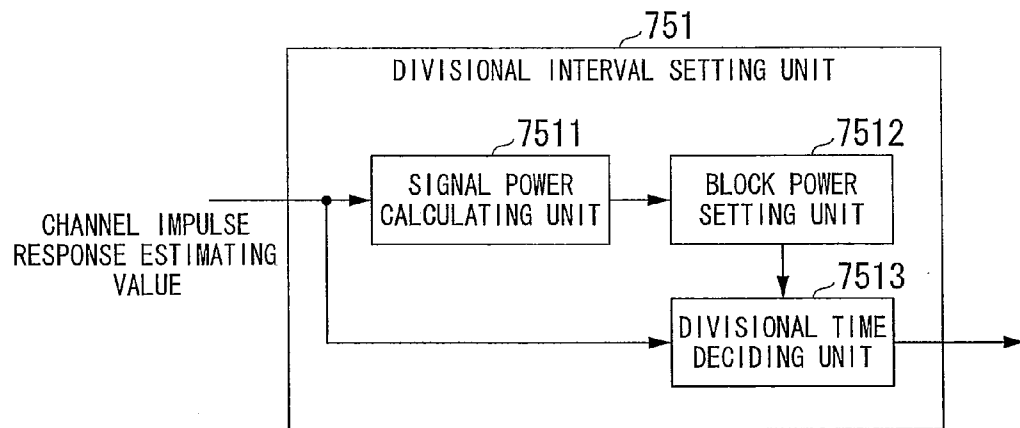 751
DIVISIONAL INTERVAL SETTING UNIT
7511
SIGNAL POWER
CALCULATING UNIT
7512
BLOCK POWER
SETTING UNIT
CHANNEL IMPULSE
RESPONSE ESTIMATING
VALUE
7513
DIVISIONAL TIME
DECIDING UNIT